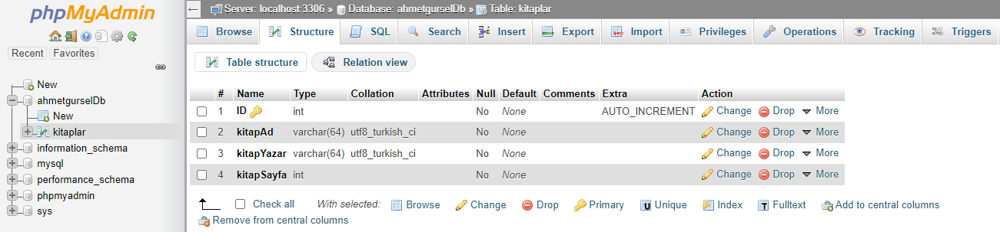 phpMyAdmin
Recent Favorites
New
ahmetgurselDb
New
kitaplar
information_schema
mysql
performance_schema
phpmyadmin
sys
Server: localhost:3306 » Database: ahmetgurselDb » Table: kitaplar
Browse Structure SQL Search Insert Export Import Privileges Operations Tracking Triggers
Table structure Relation view
# Name Type Collation Attributes Null Default Comments Extra Action
1 ID int No None AUTO_INCREMENT Change Drop More
2 kitapAd varchar(64) utf8_turkish_ci No None Change Drop More
3 kitapYazar varchar(64) utf8_turkish_ci No None Change Drop More
4 kitapSayfa int No None Change Drop More
Check all With selected: Browse Change Drop Primary Unique Index Fulltext Add to central columns
Remove from central columns